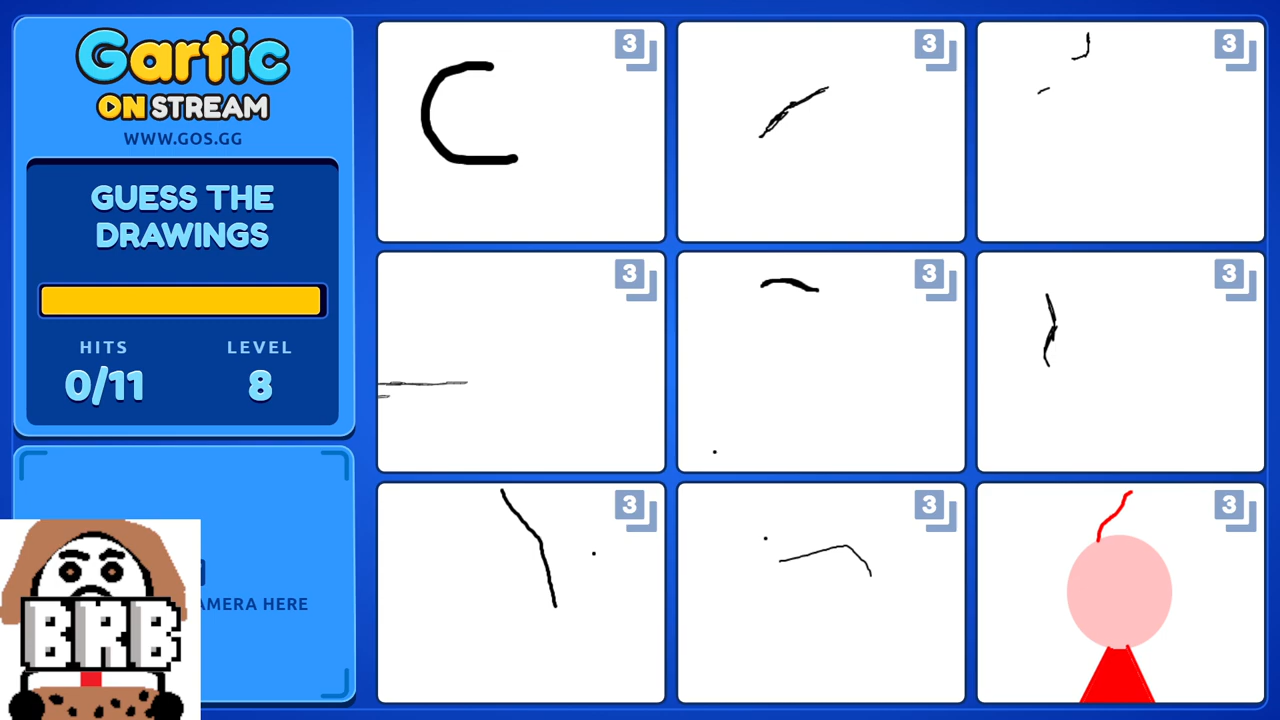 Gartic
ON STREAM
WWW.GOS.GG
GUESS THE
DRAWINGS
HITS
LEVEL
0/11
8
AMERA HERE
BRB
3
3
3
3
3
3
3
3
3